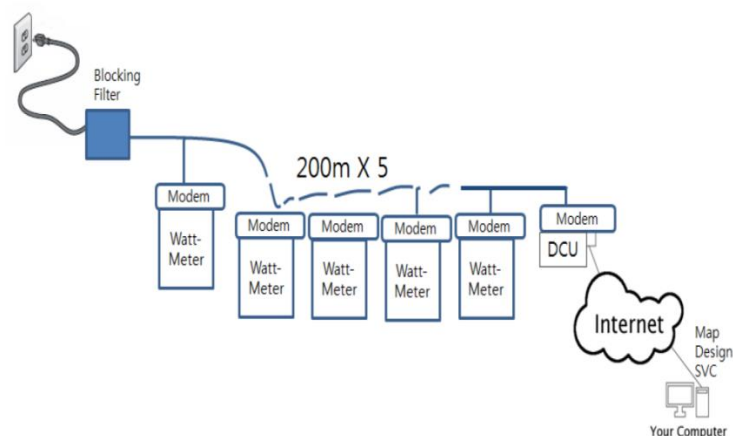 Blocking
Filter
200m X 5
Modem
Watt-
Meter
Modem
Watt-
Meter
Modem
Watt-
Meter
Modem
Watt-
Meter
Modem
Watt-
Meter
Modem
DCU
Internet
Map
Design
SVC
Your Computer